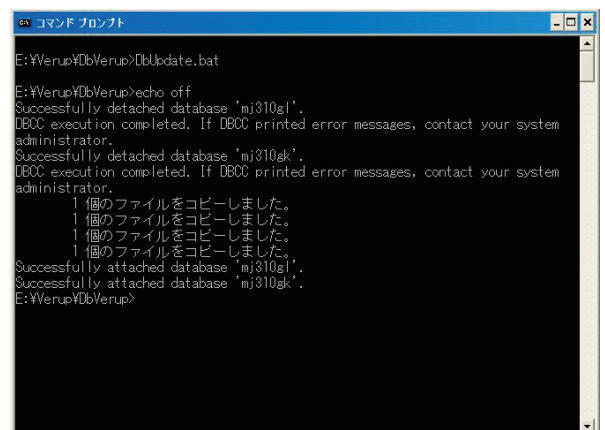 コマンド プロンプト
E:¥Verup¥DbVerup>DbUpdate.bat
E:¥Verup¥DbVerup>echo off
Successfully detached database 'mj310gl'.
DBCC execution completed. If DBCC printed error messages, contact your system
administrator.
Successfully detached database 'mj310gk'.
DBCC execution completed. If DBCC printed error messages, contact your system
administrator.
1 個のファイルをコピーしました。
1 個のファイルをコピーしました。
1 個のファイルをコピーしました。
1 個のファイルをコピーしました。
Successfully attached database 'mj310gl'.
Successfully attached database 'mj310gk'.
E:¥Verup¥DbVerup>